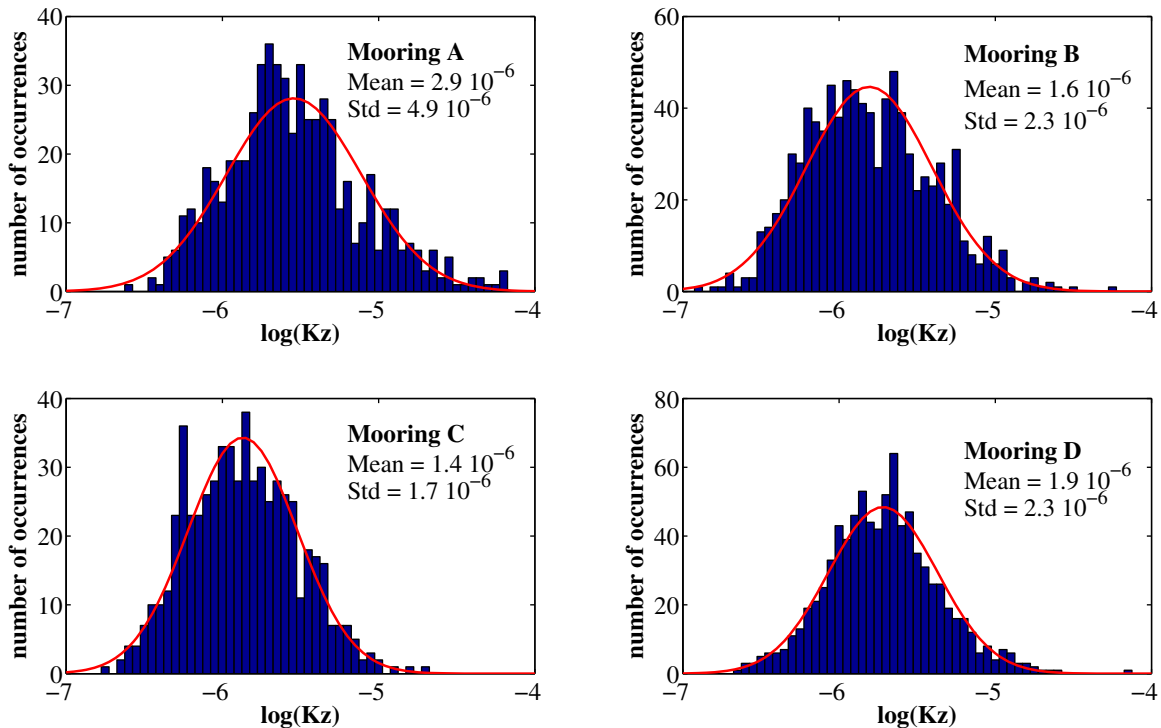 40
30
20
10
0
−7
−6
−5
−4
number of occurrences
log(Kz)
Mooring A
Mean = 2.9 10⁻⁶
Std = 4.9 10⁻⁶
60
40
20
0
−7
−6
−5
−4
number of occurrences
log(Kz)
Mooring B
Mean = 1.6 10⁻⁶
Std = 2.3 10⁻⁶
40
30
20
10
0
−7
−6
−5
−4
number of occurrences
log(Kz)
Mooring C
Mean = 1.4 10⁻⁶
Std = 1.7 10⁻⁶
80
60
40
20
0
−7
−6
−5
−4
number of occurrences
log(Kz)
Mooring D
Mean = 1.9 10⁻⁶
Std = 2.3 10⁻⁶